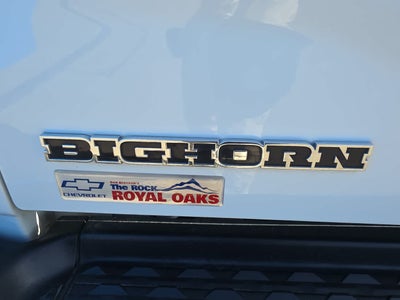 BIGHORN
The Rock
CHEVROLET
ROYAL OAKS